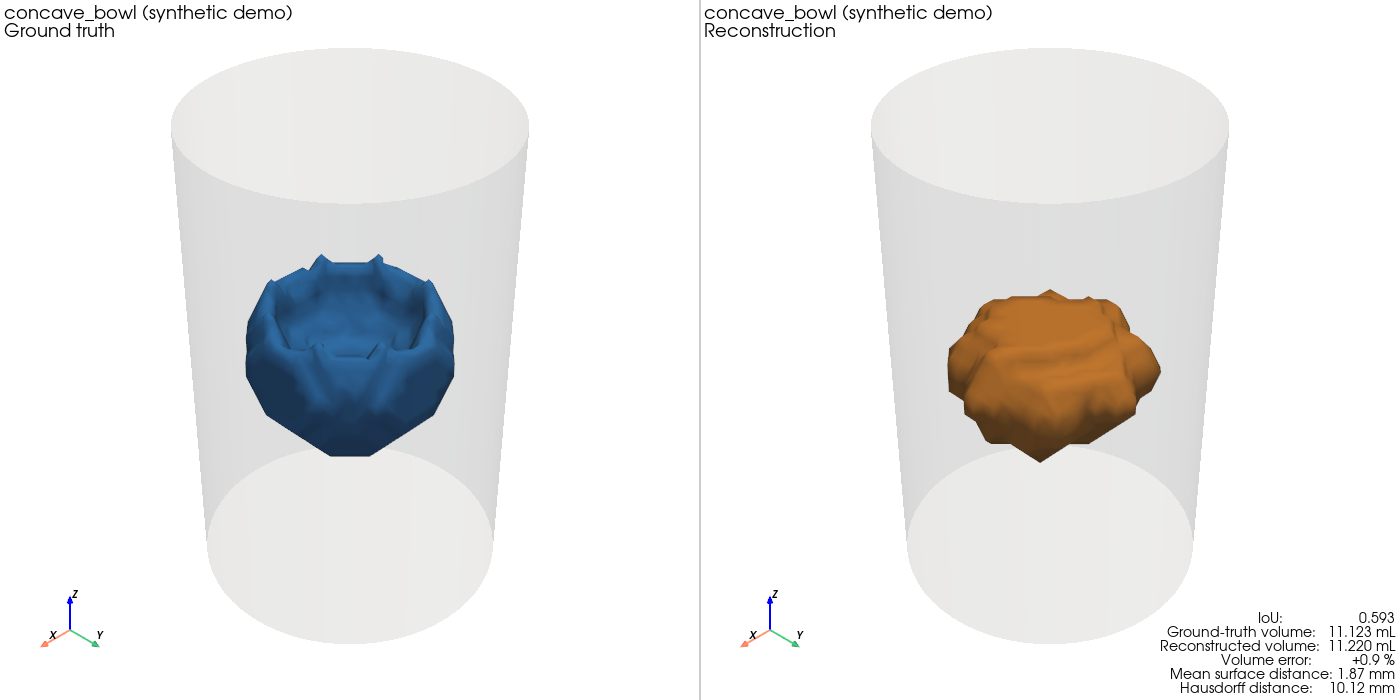 concave_bowl (synthetic demo)
Ground truth
Z
X
Y
concave_bowl (synthetic demo)
Reconstruction
Z
X
Y
IoU: 0.593
Ground-truth volume: 11.123 mL
Reconstructed volume: 11.220 mL
Volume error: +0.9 %
Mean surface distance: 1.87 mm
Hausdorff distance: 10.12 mm